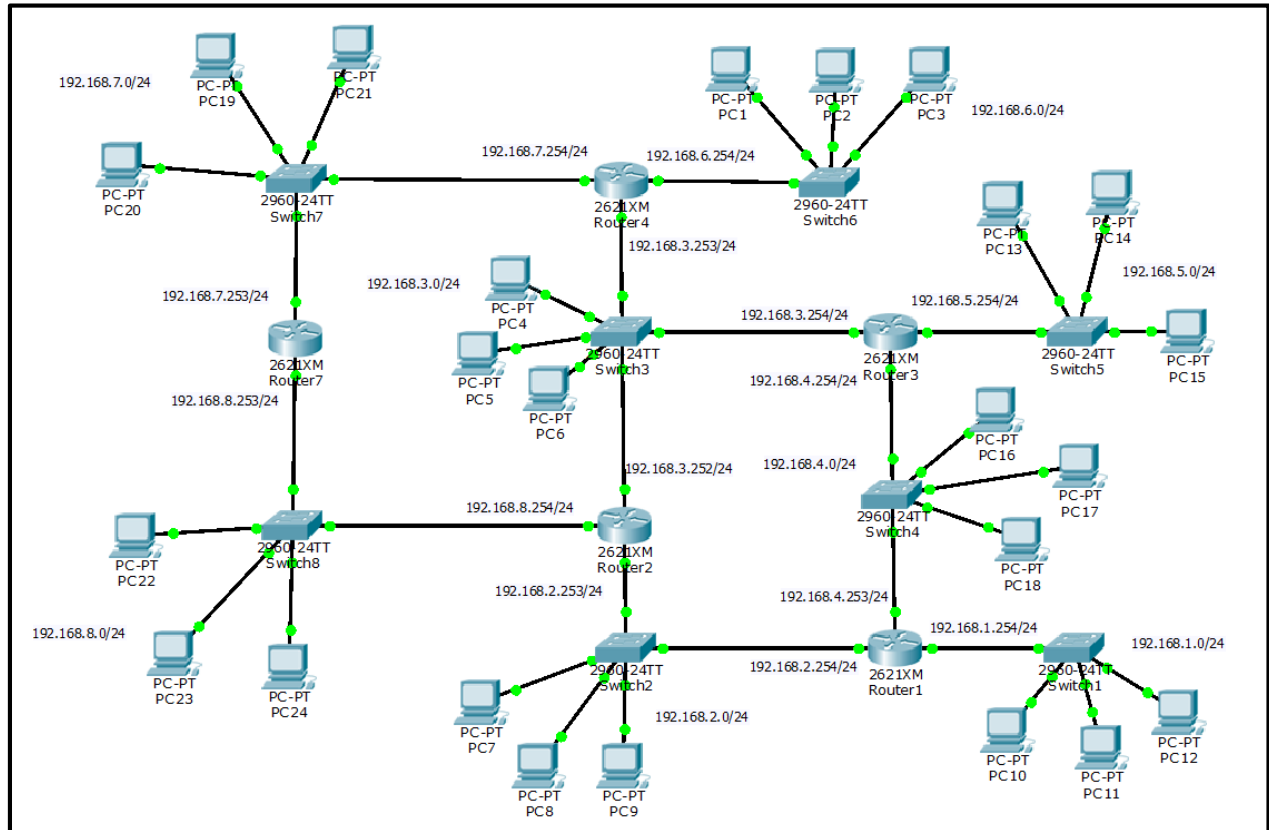 PC-PT
PC19
PC-PT
PC21
192.168.7.0/24
PC-PT
PC20
2960-24TT
Switch7
192.168.7.254/24
192.168.6.254/24
2621XM
Router4
PC-PT
PC1
PC-PT
PC2
PC-PT
PC3
192.168.6.0/24
2960-24TT
Switch6
192.168.3.253/24
PC-PT
PC13
PC-PT
PC14
192.168.5.0/24
192.168.7.253/24
192.168.3.0/24
PC-PT
PC4
192.168.3.254/24
192.168.5.254/24
2621XM
Router7
2960-24TT
Switch3
2621XM
Router3
2960-24TT
Switch5
PC-PT
PC15
PC-PT
PC5
PC-PT
PC6
192.168.8.253/24
192.168.4.254/24
PC-PT
PC16
192.168.3.252/24
192.168.4.0/24
PC-PT
PC17
192.168.8.254/24
2960-24TT
Switch4
PC-PT
PC22
2960-24TT
Switch8
2621XM
Router2
PC-PT
PC18
192.168.2.253/24
192.168.4.253/24
192.168.8.0/24
192.168.1.254/24
192.168.1.0/24
PC-PT
PC23
PC-PT
PC24
2960-24TT
Switch2
192.168.2.254/24
2621XM
Router1
2960-24TT
Switch1
PC-PT
PC7
192.168.2.0/24
PC-PT
PC8
PC-PT
PC9
PC-PT
PC10
PC-PT
PC11
PC-PT
PC12